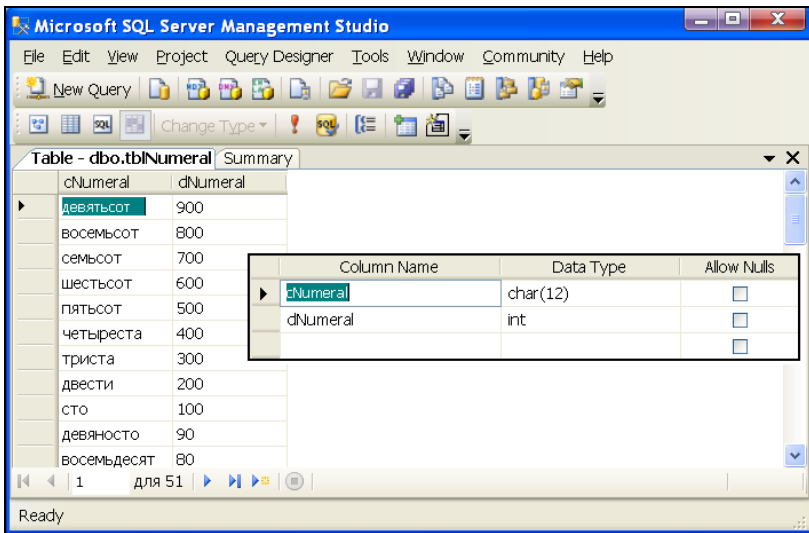 Microsoft SQL Server Management Studio
File Edit View Project Query Designer Tools Window Community Help
New Query
Change Type
Table - dbo.tblNumeral Summary
cNumeral dNumeral
девятьсот 900
восемьсот 800
семьсот 700
шестьсот 600
пятьсот 500
четыреста 400
триста 300
двести 200
сто 100
девяносто 90
восемьдесят 80
Column Name Data Type Allow Nulls
cNumeral char(12)
dNumeral int
1 для 51
Ready